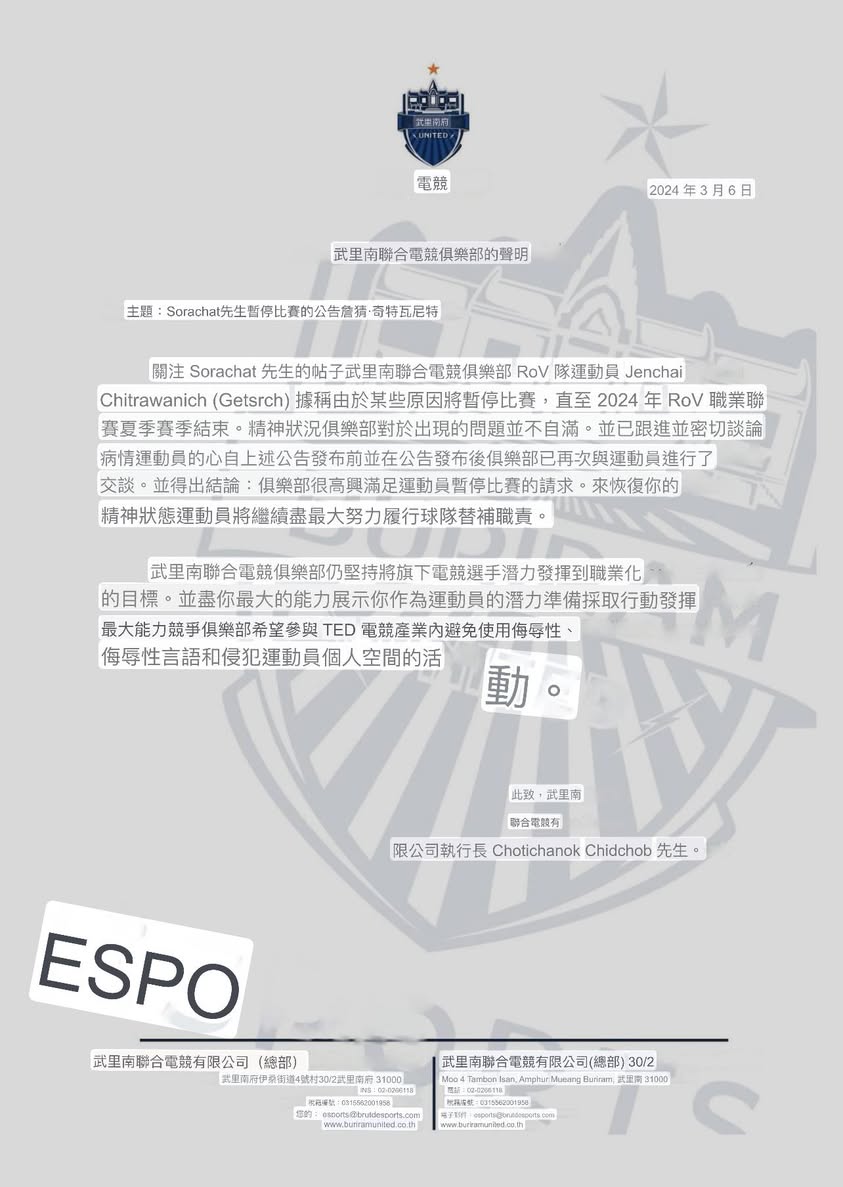 武里南府
UNITED
電競
2024 年 3 月 6 日
武里南聯合電競俱樂部的聲明
主題：Sorachat先生暫停比賽的公告詹猜·奇特瓦尼特
關注 Sorachat 先生的帖子武里南聯合電競俱樂部 RoV 隊運動員 Jenchai
Chitrawanich (Getsrch) 據稱由於某些原因將暫停比賽，直至 2024 年 RoV 職業聯
賽夏季賽季結束。精神狀況俱樂部對於出現的問題並不自滿。並已跟進並密切談論
病情運動員的心自上述公告發布前並在公告發布後俱樂部已再次與運動員進行了
交談。並得出結論：俱樂部很高興滿足運動員暫停比賽的請求。來恢復你的
精神狀態運動員將繼續盡最大努力履行球隊替補職責。
武里南聯合電競俱樂部仍堅持將旗下電競選手潛力發揮到職業化
的目標。並盡你最大的能力展示你作為運動員的潛力準備採取行動發揮
最大能力競爭俱樂部希望參與 TED 電競產業內避免使用侮辱性、
侮辱性言語和侵犯運動員個人空間的活
動。
此致，武里南
聯合電競有
限公司執行長 Chotichanok Chidchob 先生。
ESPO
武里南聯合電競有限公司（總部）
武里南府伊桑街道4號村30/2武里南府 31000
INS：02-0266118
稅籍編號：0315562001958
您的： osports@brutdesports.com
www.buriramunited.co.th
武里南聯合電競有限公司(總部) 30/2
Moo 4 Tambon Isan, Amphur Mueang Buriram, 武里南 31000
電話：02-0266118
稅籍編號：0315562001958
電子郵件：osports@brutdesports.com
www.buriramunited.co.th